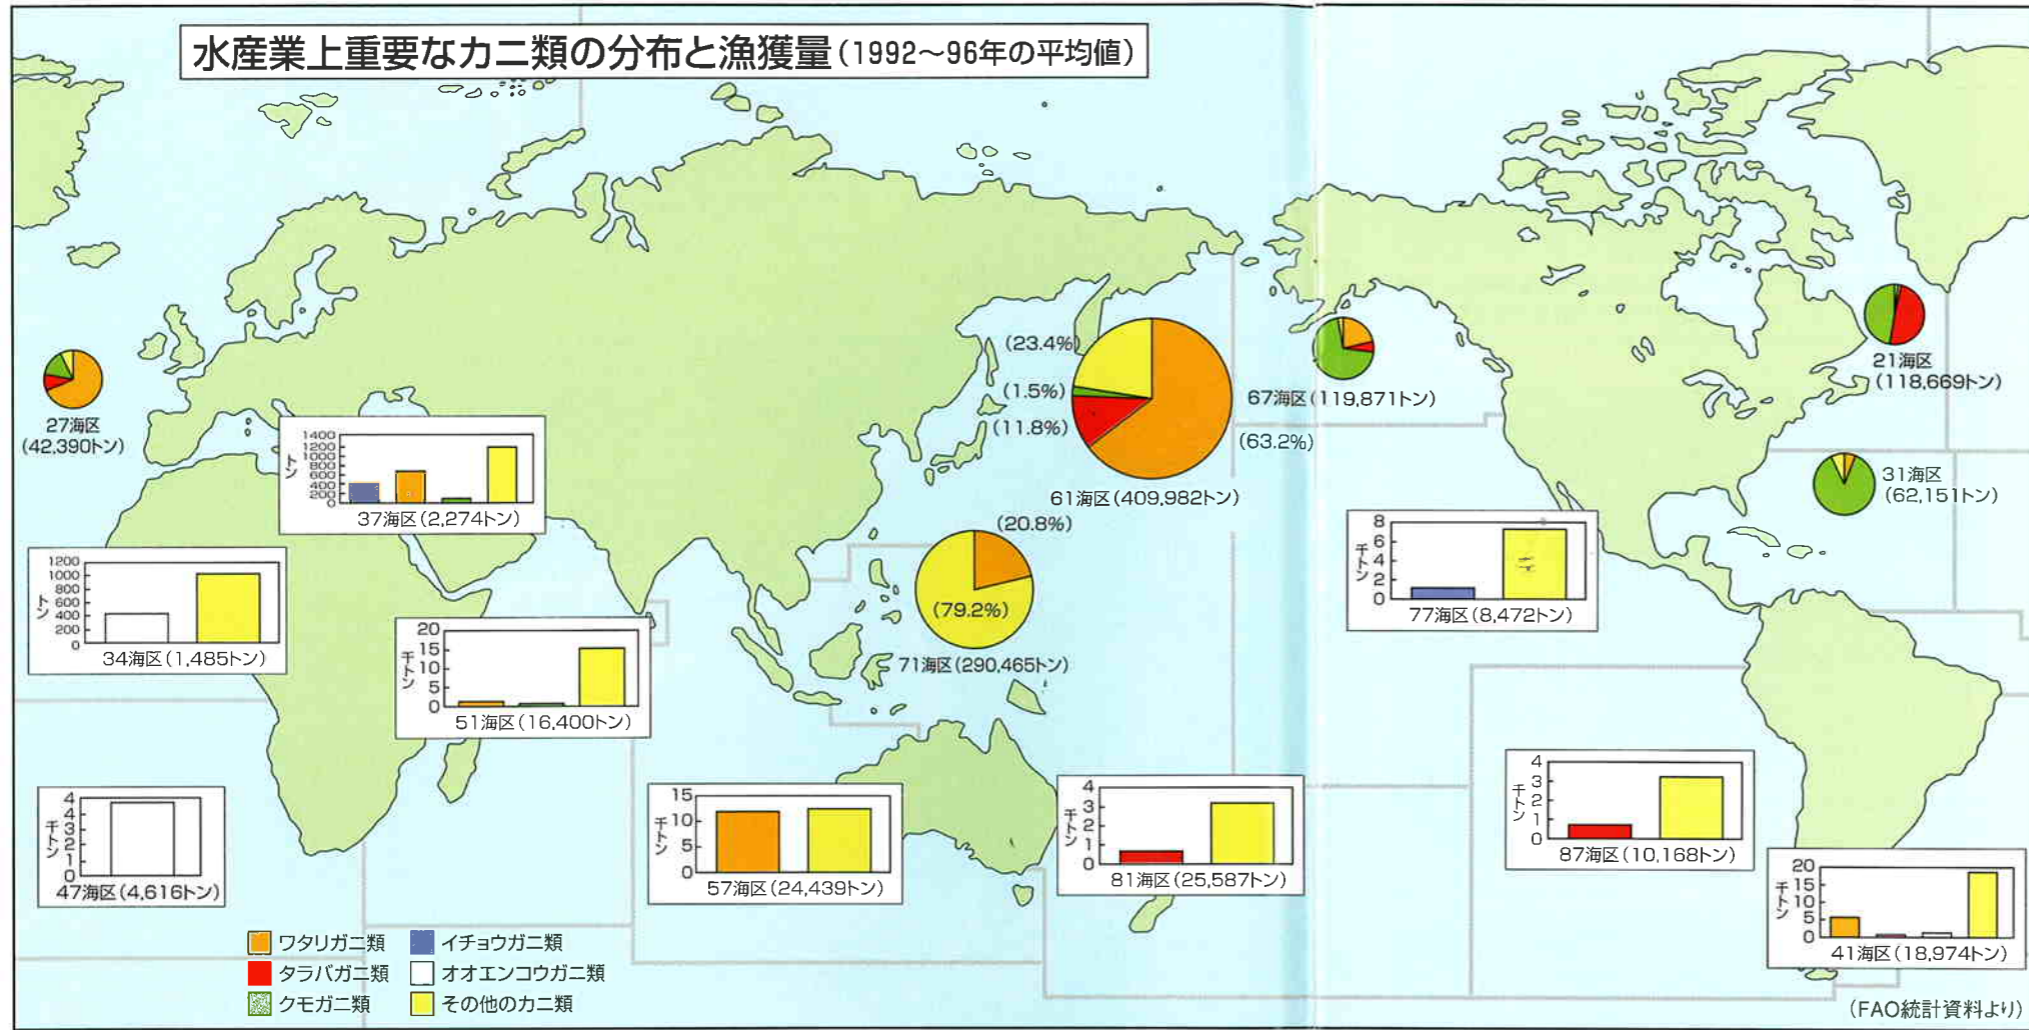 水産業上重要なカニ類の分布と漁獲量(1992〜96年の平均値)
27海区
(42,390トン)
1400
1200
1000
800
600
400
200
0
トン
37海区(2,274トン)
1200
1000
800
600
400
200
0
トン
34海区(1,485トン)
20
15
10
5
0
千トン
51海区(16,400トン)
4
3
2
1
0
千トン
47海区(4,616トン)
(23.4%)
(1.5%)
(11.8%)
(63.2%)
61海区(409,982トン)
(20.8%)
(79.2%)
71海区(290,465トン)
67海区(119,871トン)
21海区
(118,669トン)
31海区
(62,151トン)
8
6
4
2
0
千トン
77海区(8,472トン)
15
10
5
0
千トン
57海区(24,439トン)
4
3
2
1
0
千トン
81海区(25,587トン)
4
3
2
1
0
千トン
87海区(10,168トン)
20
15
10
5
0
千トン
41海区(18,974トン)
ワタリガニ類
イチョウガニ類
タラバガニ類
オオエンコウガニ類
クモガニ類
その他のカニ類
(FAO統計資料より)